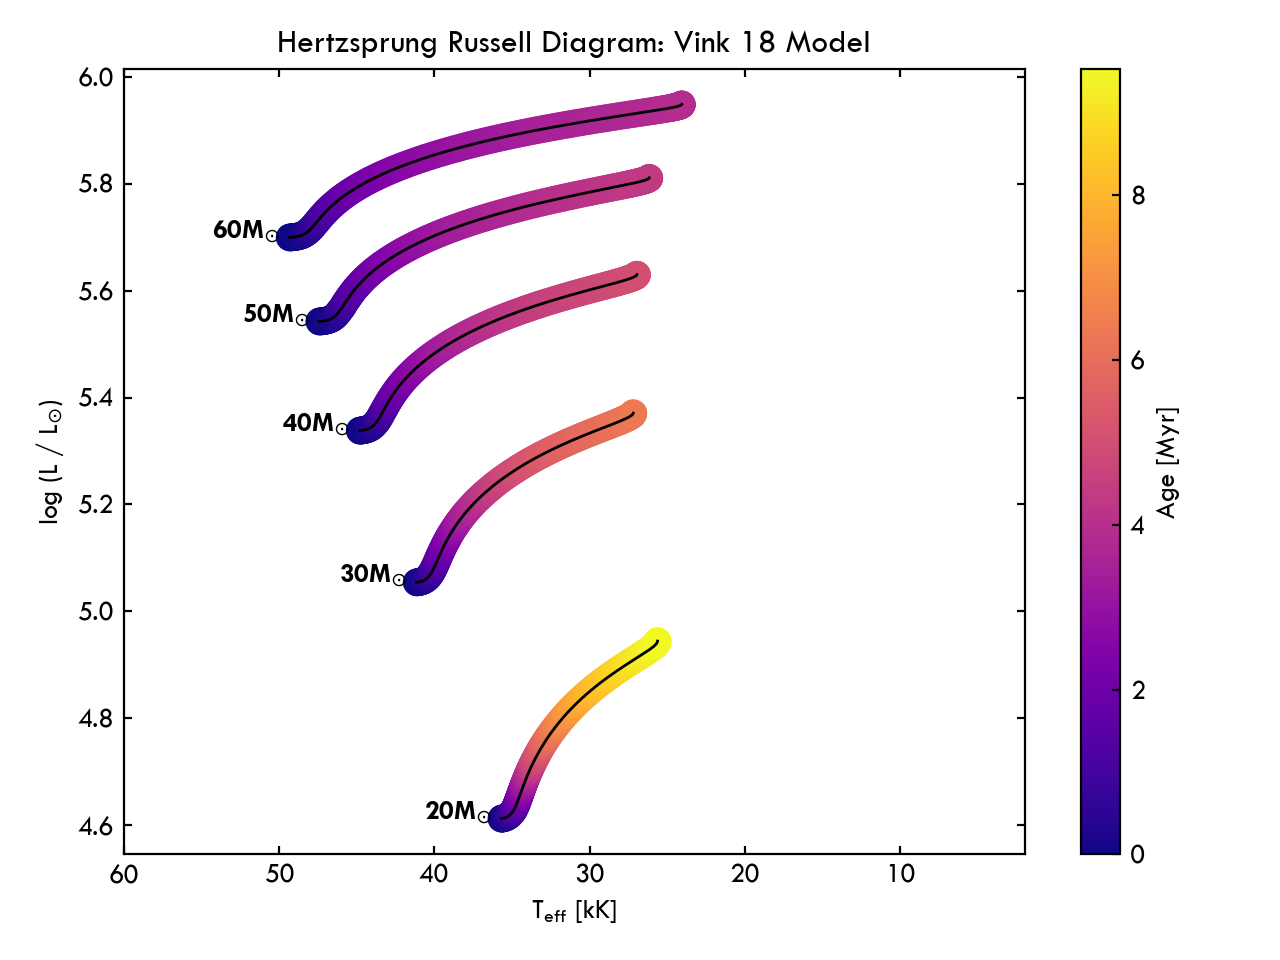 Hertzsprung Russell Diagram: Vink 18 Model
6.0
5.8
5.6
5.4
5.2
5.0
4.8
4.6
log (L / L⊙)
60M⊙
50M⊙
40M⊙
30M⊙
20M⊙
60 50 40 30 20 10
Teff [kK]
8
6
4
2
0
Age [Myr]